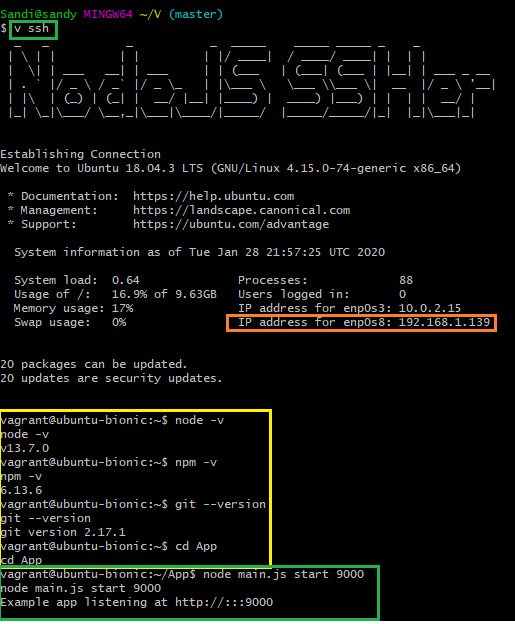 Sandi@sandy MINGW64 ~/V (master)
$ v ssh
NodeJS SSHer
Establishing Connection
Welcome to Ubuntu 18.04.3 LTS (GNU/Linux 4.15.0-74-generic x86_64)
* Documentation: https://help.ubuntu.com
* Management: https://landscape.canonical.com
* Support: https://ubuntu.com/advantage
System information as of Tue Jan 28 21:57:25 UTC 2020
System load: 0.64 Processes: 88
Usage of /: 16.9% of 9.63GB Users logged in: 0
Memory usage: 17% IP address for enp0s3: 10.0.2.15
Swap usage: 0% IP address for enp0s8: 192.168.1.139
20 packages can be updated.
20 updates are security updates.
vagrant@ubuntu-bionic:~$ node -v
node -v
v13.7.0
vagrant@ubuntu-bionic:~$ npm -v
npm -v
6.13.6
vagrant@ubuntu-bionic:~$ git --version
git --version
git version 2.17.1
vagrant@ubuntu-bionic:~$ cd App
cd App
vagrant@ubuntu-bionic:~/App$ node main.js start 9000
node main.js start 9000
Example app listening at http://:::9000